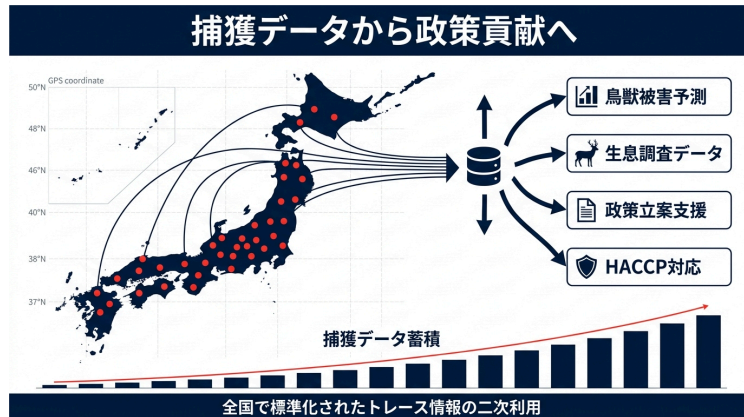 捕獲データから政策貢献へ
GPS coordinate
50°N
48°N
46°N
40°N
38°N
37°N
鳥獣被害予測
生息調査データ
政策立案支援
HACCP対応
捕獲データ蓄積
全国で標準化されたトレース情報の二次利用